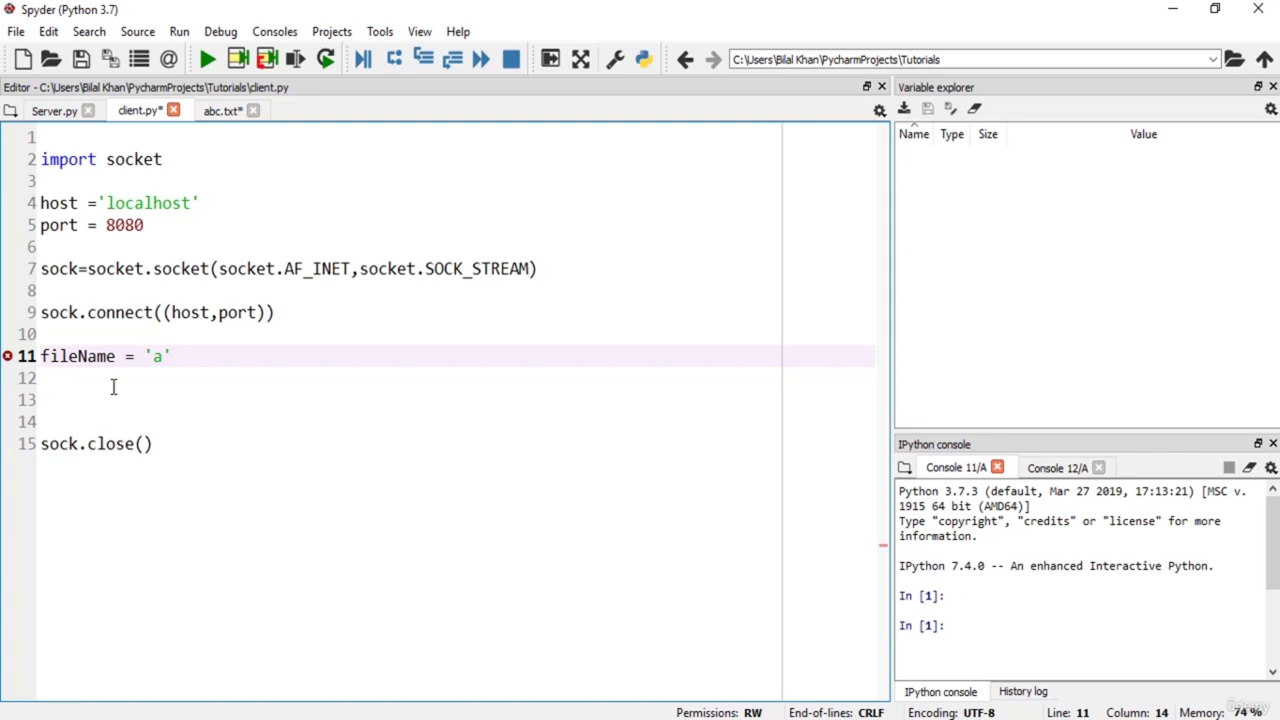 Spyder (Python 3.7)
File Edit Search Source Run Debug Consoles Projects Tools View Help
C:\Users\Bilal Khan\PycharmProjects\Tutorials
Editor - C:\Users\Bilal Khan\PycharmProjects\Tutorials\client.py
Server.py client.py* abc.txt*
1
2 import socket
3
4 host ='localhost'
5 port = 8080
6
7 sock=socket.socket(socket.AF_INET,socket.SOCK_STREAM)
8
9 sock.connect((host,port))
10
11 fileName = 'a'
12
13
14
15 sock.close()
Variable explorer
Name Type Size Value
IPython console
Console 11/A Console 12/A
Python 3.7.3 (default, Mar 27 2019, 17:13:21) [MSC v.
1915 64 bit (AMD64)]
Type "copyright", "credits" or "license" for more
information.
IPython 7.4.0 -- An enhanced Interactive Python.
In [1]:
In [1]:
IPython console History log
Permissions: RW End-of-lines: CRLF Encoding: UTF-8 Line: 11 Column: 14 Memory: 74 %